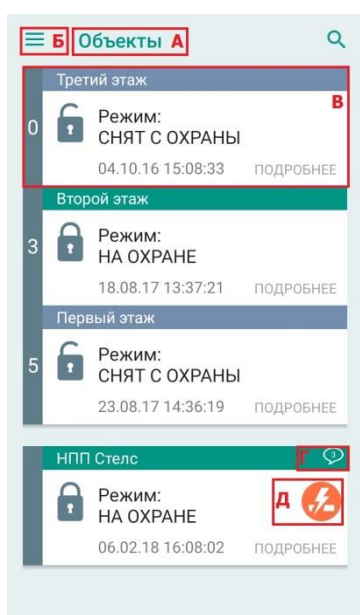 Б Объекты А
Третий этаж
В
0
Режим:
СНЯТ С ОХРАНЫ
04.10.16 15:08:33 ПОДРОБНЕЕ
Второй этаж
3
Режим:
НА ОХРАНЕ
18.08.17 13:37:21 ПОДРОБНЕЕ
Первый этаж
5
Режим:
СНЯТ С ОХРАНЫ
23.08.17 14:36:19 ПОДРОБНЕЕ
НПП Стелс Г 3
Режим:
НА ОХРАНЕ
Д
06.02.18 16:08:02 ПОДРОБНЕЕ